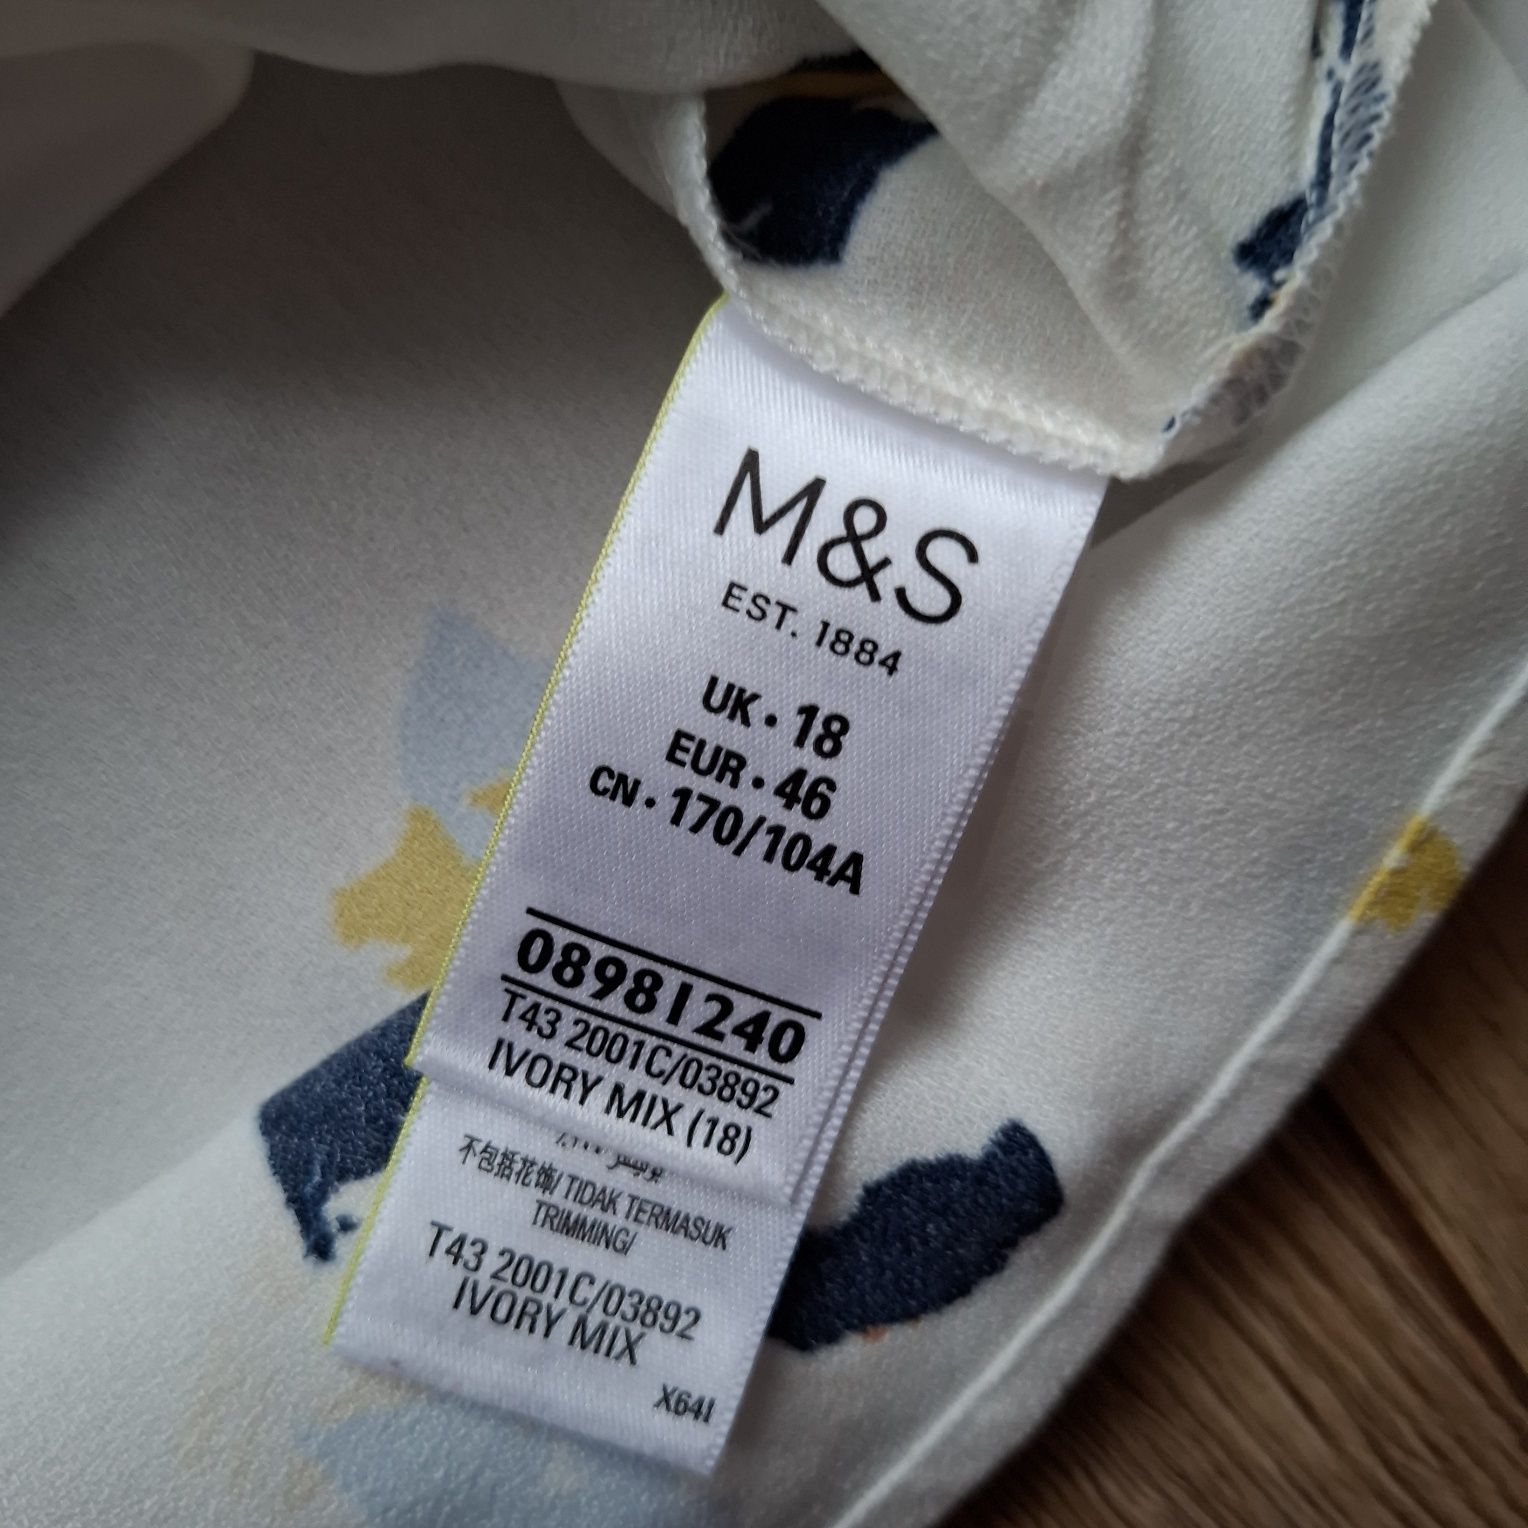 M&S
EST. 1884
UK • 18
EUR • 46
CN • 170/104A
08981240
T43 2001C/03892
IVORY MIX (18)
不包括花饰/ TIDAK TERMASUK
TRIMMING/
T43 2001C/03892
IVORY MIX
X64I